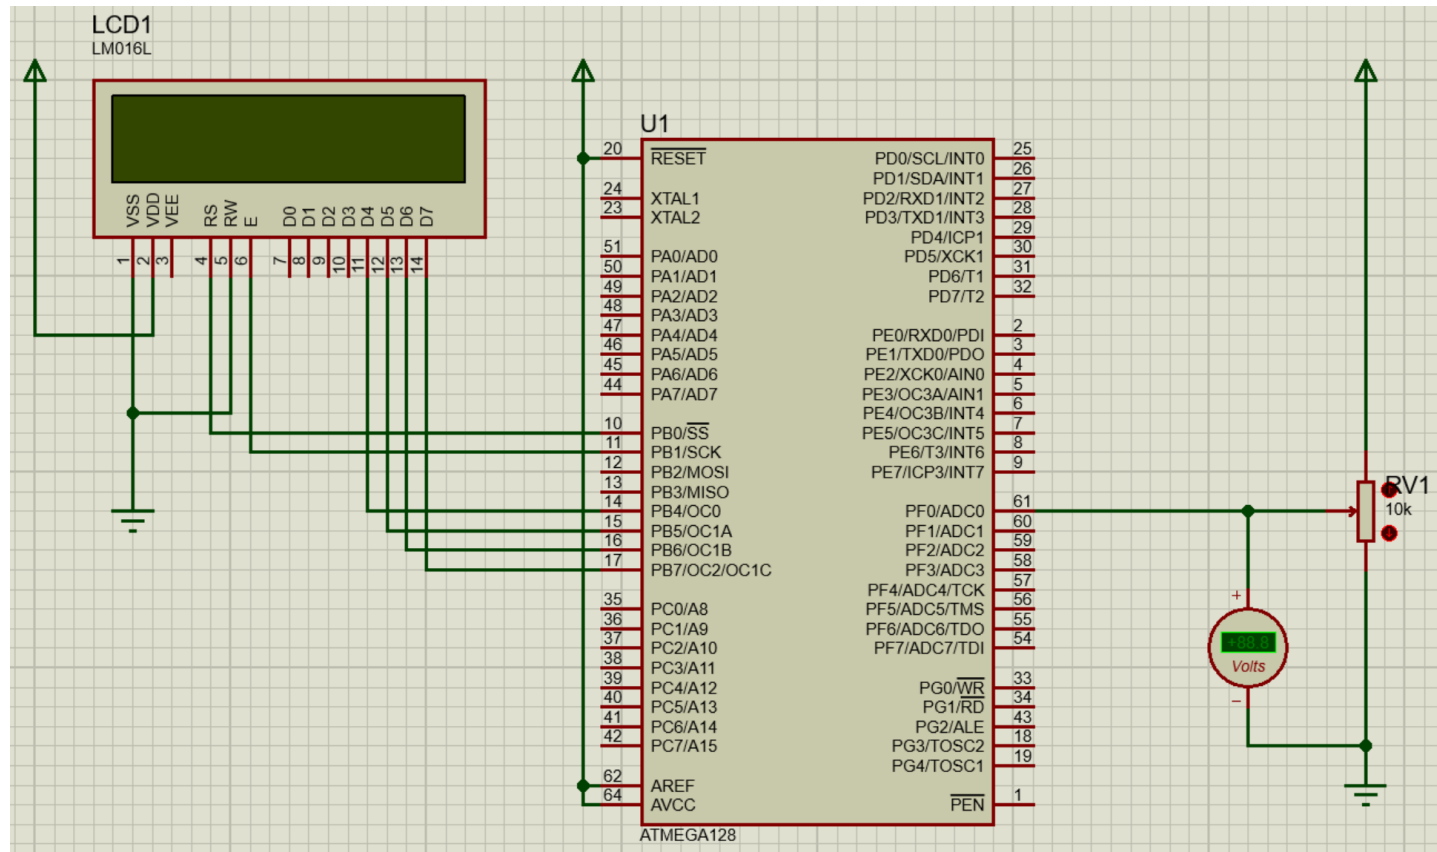 LCD1
LM016L
VSS
VDD
VEE
RS
RW
E
D0
D1
D2
D3
D4
D5
D6
D7
1
2
3
4
5
6
7
8
9
10
11
12
13
14
U1
20 RESET
24 XTAL1
23 XTAL2
51 PA0/AD0
50 PA1/AD1
49 PA2/AD2
48 PA3/AD3
47 PA4/AD4
46 PA5/AD5
45 PA6/AD6
44 PA7/AD7
10 PB0/SS
11 PB1/SCK
12 PB2/MOSI
13 PB3/MISO
14 PB4/OC0
15 PB5/OC1A
16 PB6/OC1B
17 PB7/OC2/OC1C
35 PC0/A8
36 PC1/A9
37 PC2/A10
38 PC3/A11
39 PC4/A12
40 PC5/A13
41 PC6/A14
42 PC7/A15
62 AREF
64 AVCC
PD0/SCL/INT0 25
PD1/SDA/INT1 26
PD2/RXD1/INT2 27
PD3/TXD1/INT3 28
PD4/ICP1 29
PD5/XCK1 30
PD6/T1 31
PD7/T2 32
PE0/RXD0/PDI 2
PE1/TXD0/PDO 3
PE2/XCK0/AIN0 4
PE3/OC3A/AIN1 5
PE4/OC3B/INT4 6
PE5/OC3C/INT5 7
PE6/T3/INT6 8
PE7/ICP3/INT7 9
PF0/ADC0 61
PF1/ADC1 60
PF2/ADC2 59
PF3/ADC3 58
PF4/ADC4/TCK 57
PF5/ADC5/TMS 56
PF6/ADC6/TDO 55
PF7/ADC7/TDI 54
PG0/WR 33
PG1/RD 34
PG2/ALE 43
PG3/TOSC2 18
PG4/TOSC1 19
PEN 1
ATMEGA128
RV1
10k
+
+88.8
Volts
−